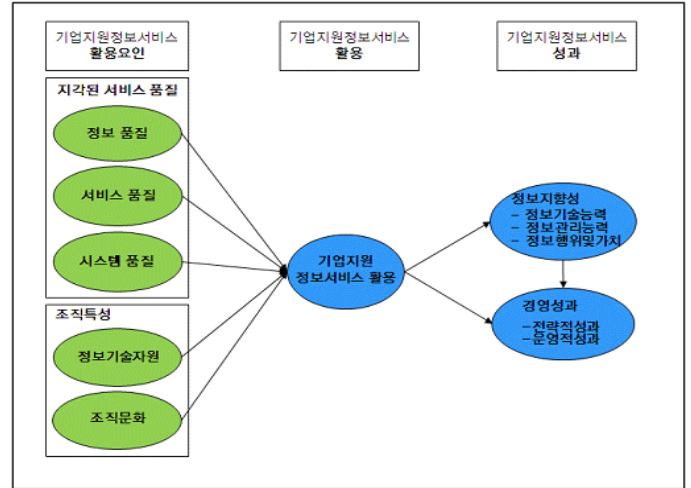 기업지원정보서비스
활용요인
기업지원정보서비스
활용
기업지원정보서비스
성과
지각된 서비스 품질
정보 품질
서비스 품질
시스템 품질
조직특성
정보기술자원
조직문화
기업지원
정보서비스 활용
정보지향성
- 정보기술능력
- 정보관리능력
- 정보행위및가치
경영성과
-전략적성과
-운영적성과